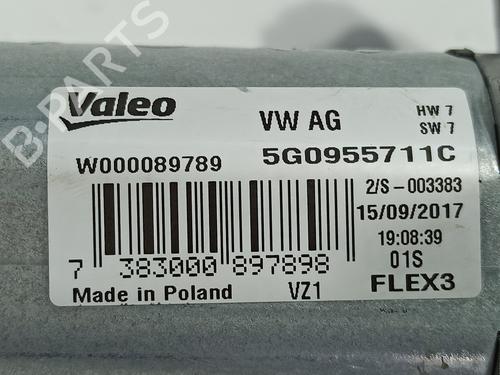 Valeo
VW AG
HW 7
SW 7
W000089789
5G0955711C
2/S-003383
15/09/2017
19:08:39
01S
7 383000 897898
Made in Poland
VZ1
FLEX3
B-PARTS